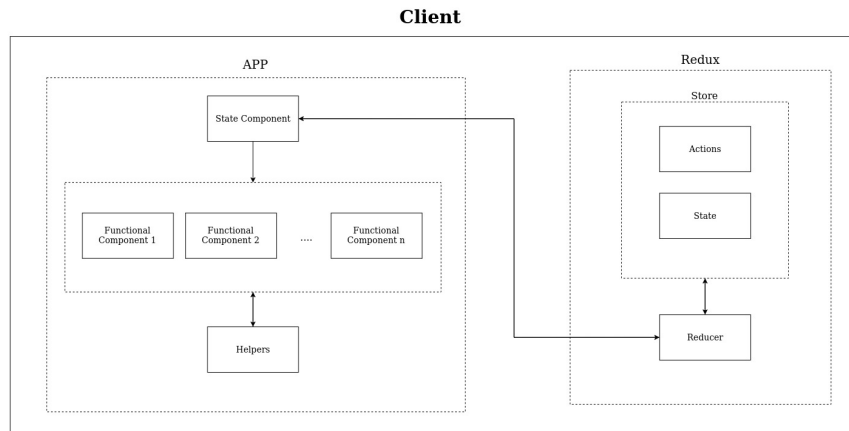 Client
APP
State Component
Functional
Component 1
Functional
Component 2
....
Functional
Component n
Helpers
Redux
Store
Actions
State
Reducer